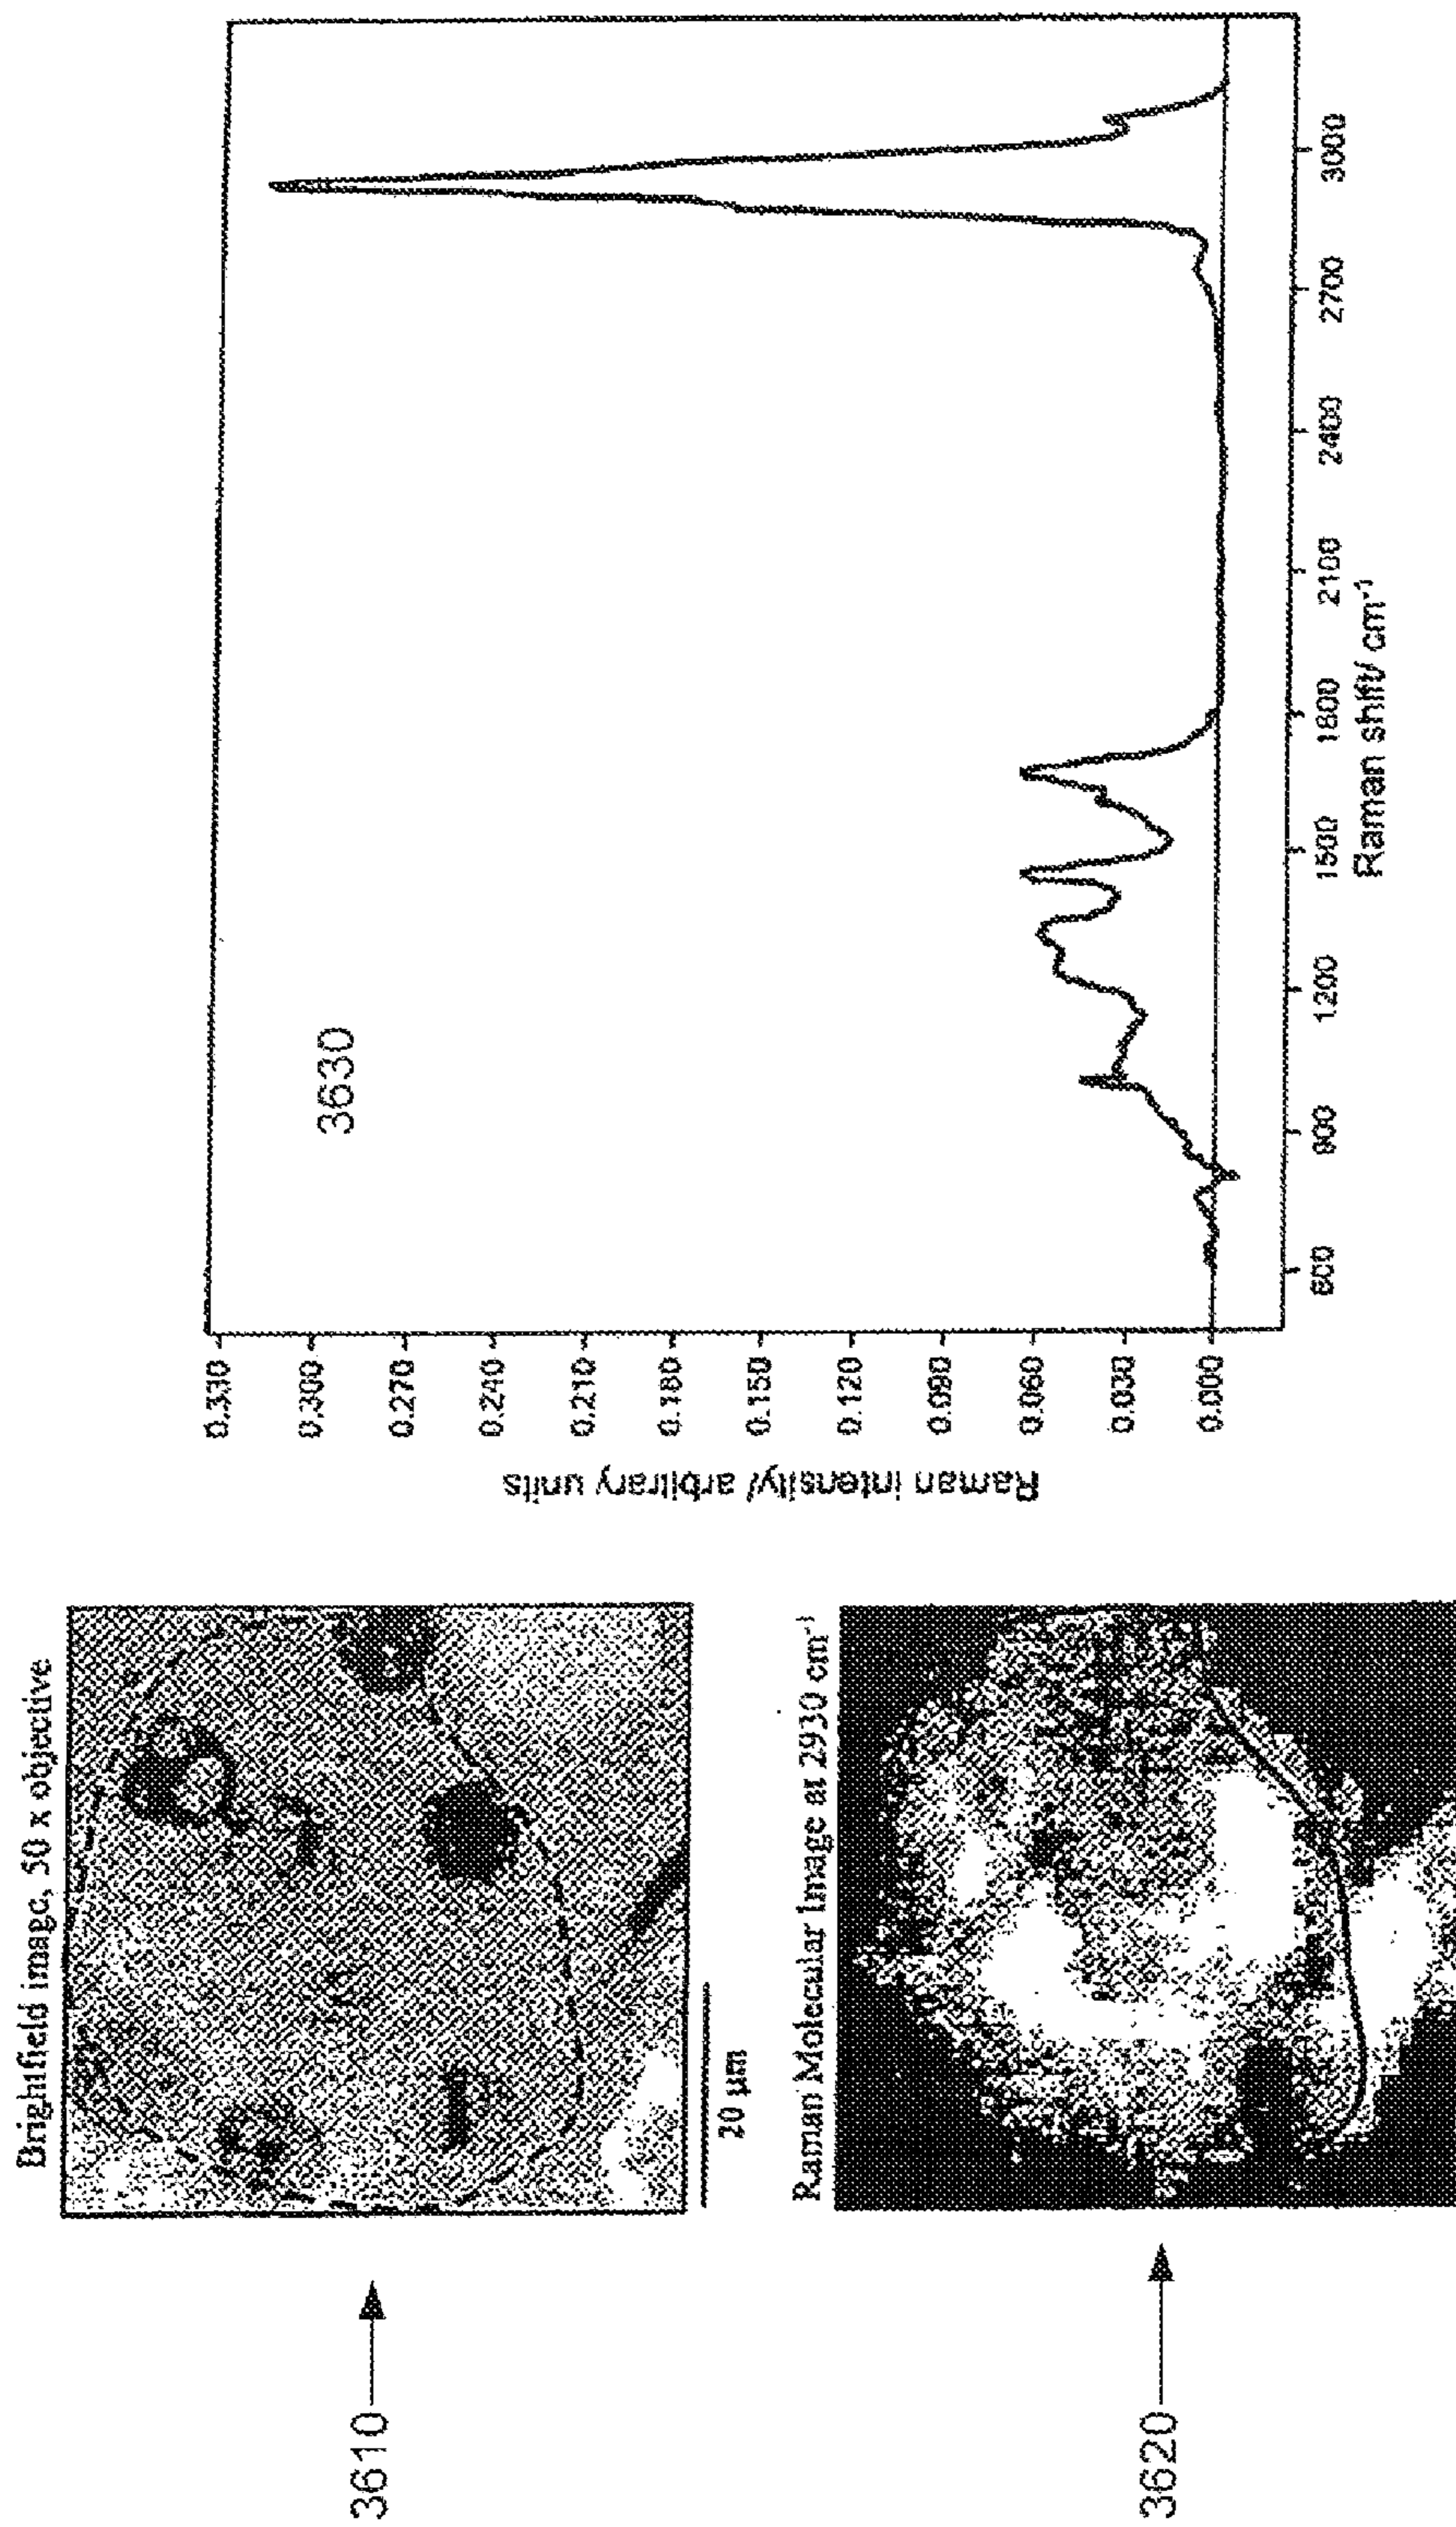 3610
Brightfield image, 50 x objective
20 µm
3620
Raman Molecular Image at 2930 cm-1
3630
Raman intensity/ arbitrary units
0.330
0.300
0.270
0.240
0.210
0.180
0.150
0.120
0.090
0.060
0.030
0.000
600 900 1200 1500 1800 2100 2400 2700 3000
Raman shift/ cm-1